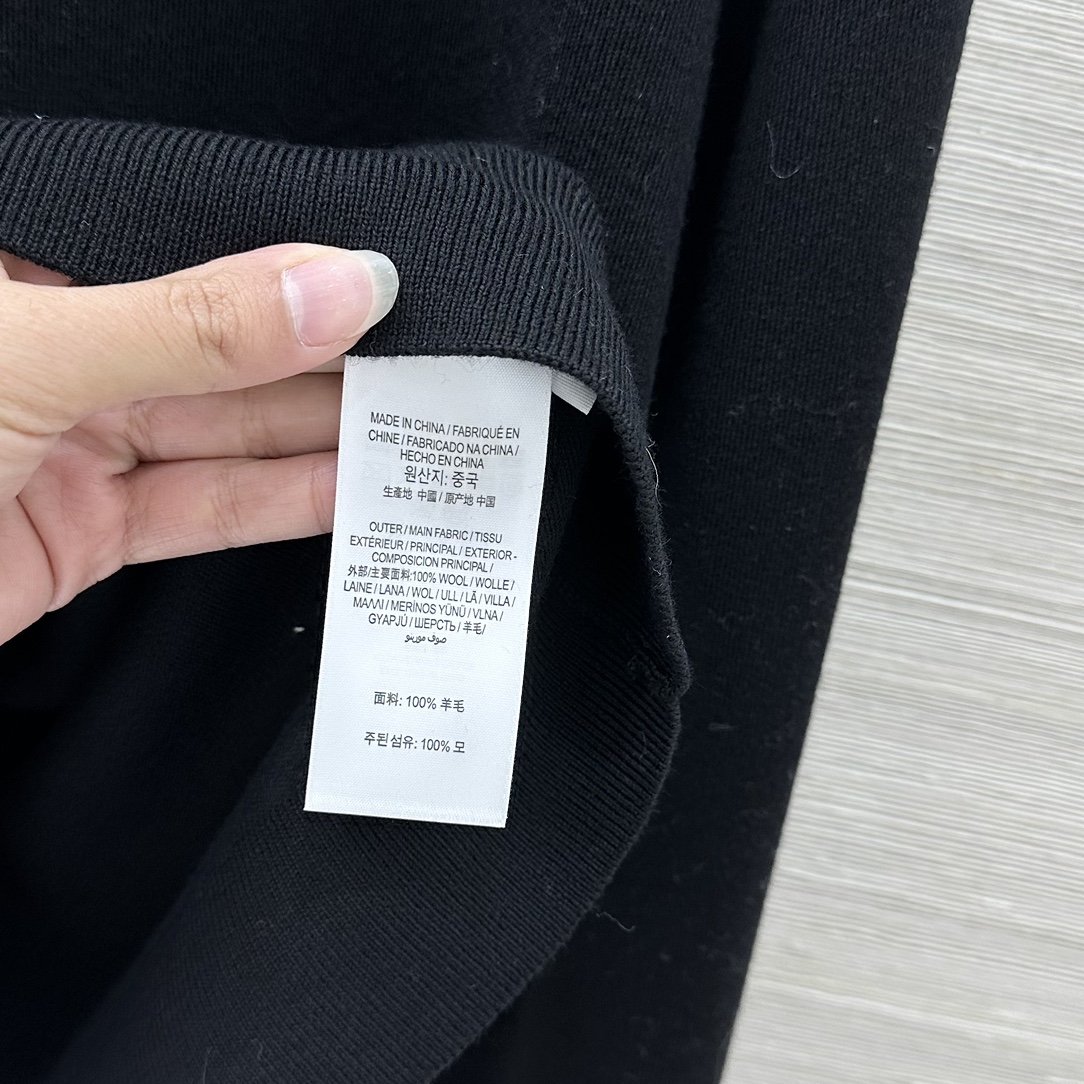 MADE IN CHINA / FABRIQUÉ EN
CHINE / FABRICADO NA CHINA /
HECHO EN CHINA
원산지: 중국
生產地 中國 / 原产地 中国
OUTER / MAIN FABRIC / TISSU
EXTÉRIEUR / PRINCIPAL / EXTERIOR-
COMPOSICION PRINCIPAL /
外部/主要面料:100% WOOL / WOLLE /
LAINE / LANA / WOL / ULL / LÃ / VILLA /
ΜΑΛΛΙ / MERİNOS YÜNÜ / VLNA /
GYAPJÚ / ШЕРСТЬ / 羊毛/
صوف مورينو
面料: 100% 羊毛
주된 섬유: 100% 모